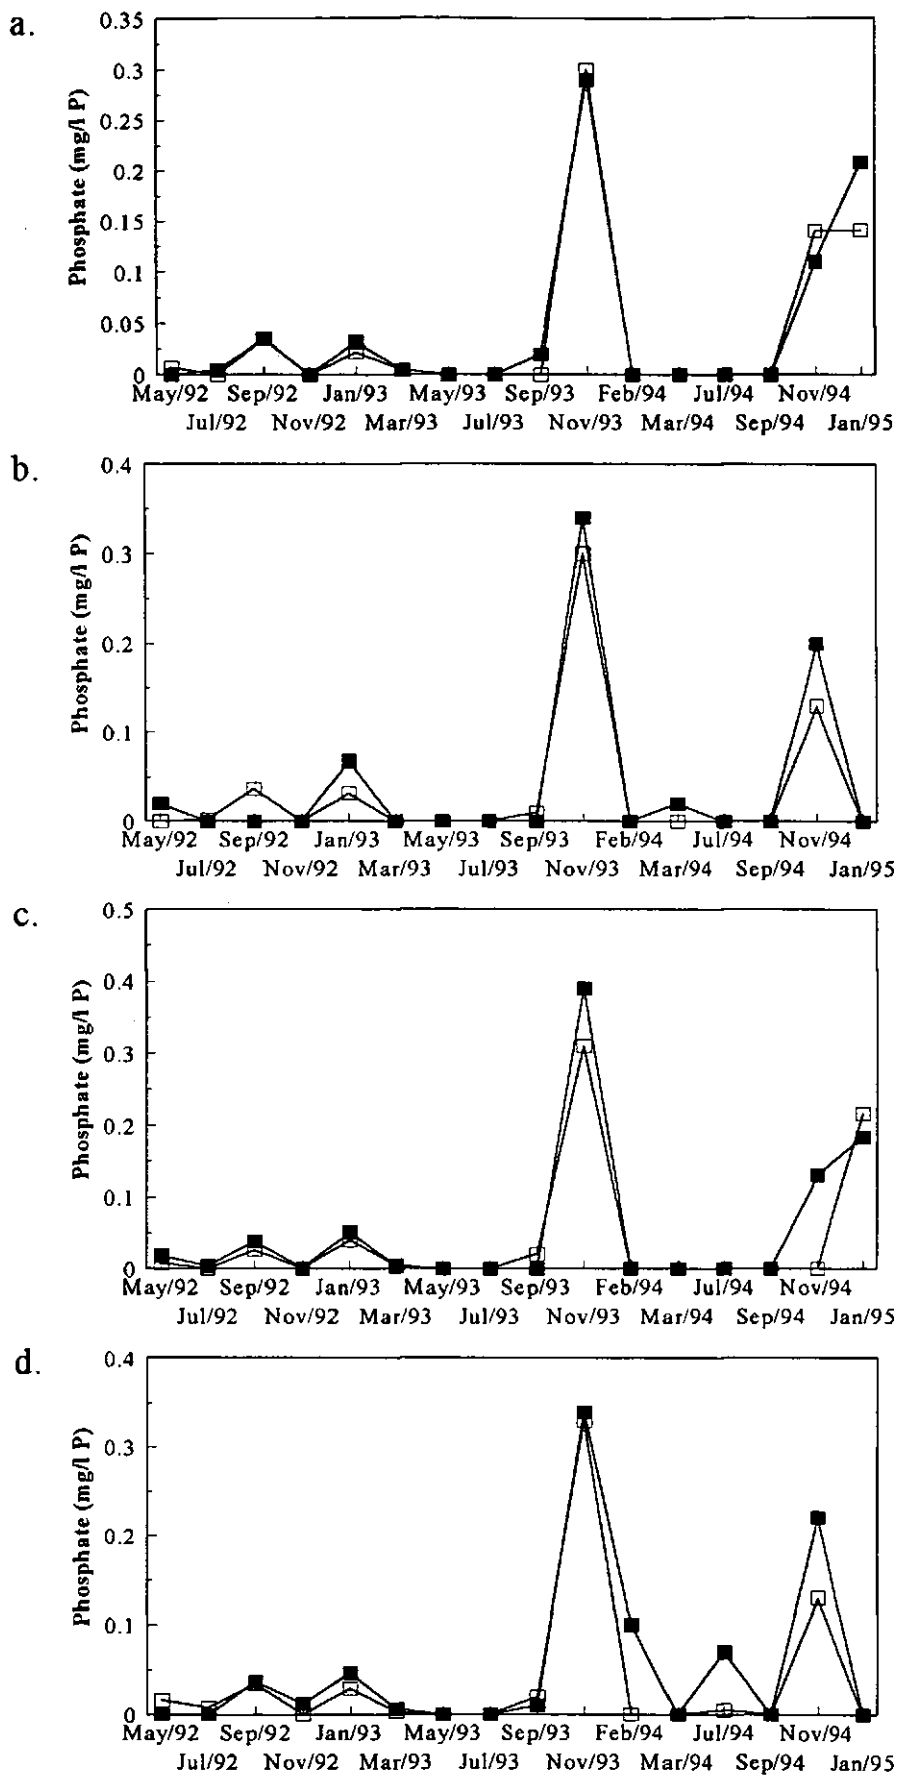 a.
Phosphate (mg/l P)
0.35
0.3
0.25
0.2
0.15
0.1
0.05
0
May/92 Sep/92 Jan/93 May/93 Sep/93 Feb/94 Jul/94 Nov/94
Jul/92 Nov/92 Mar/93 Jul/93 Nov/93 Mar/94 Sep/94 Jan/95
b.
Phosphate (mg/l P)
0.4
0.3
0.2
0.1
0
May/92 Sep/92 Jan/93 May/93 Sep/93 Feb/94 Jul/94 Nov/94
Jul/92 Nov/92 Mar/93 Jul/93 Nov/93 Mar/94 Sep/94 Jan/95
c.
Phosphate (mg/l P)
0.5
0.4
0.3
0.2
0.1
0
May/92 Sep/92 Jan/93 May/93 Sep/93 Feb/94 Jul/94 Nov/94
Jul/92 Nov/92 Mar/93 Jul/93 Nov/93 Mar/94 Sep/94 Jan/95
d.
Phosphate (mg/l P)
0.4
0.3
0.2
0.1
0
May/92 Sep/92 Jan/93 May/93 Sep/93 Feb/94 Jul/94 Nov/94
Jul/92 Nov/92 Mar/93 Jul/93 Nov/93 Mar/94 Sep/94 Jan/95